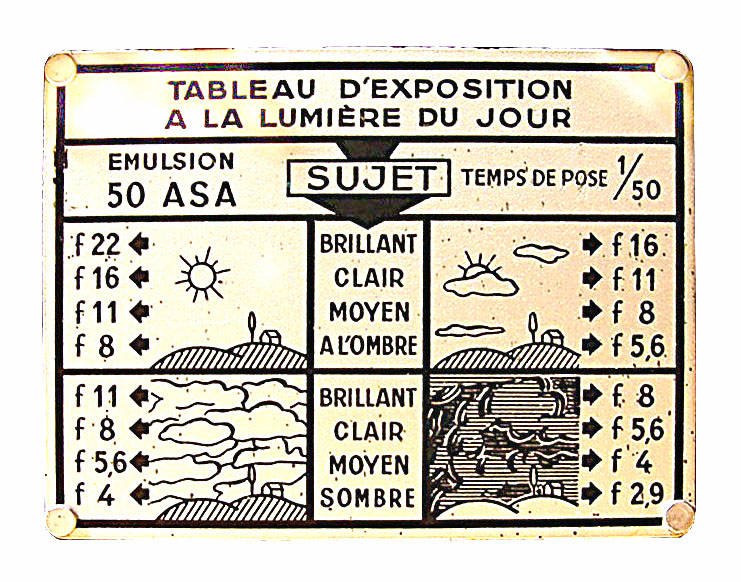 TABLEAU D'EXPOSITION
A LA LUMIÈRE DU JOUR
EMULSION
50 ASA
SUJET
TEMPS DE POSE 1/50
f 22 BRILLANT f 16
f 16 CLAIR f 11
f 11 MOYEN f 8
f 8 A L'OMBRE f 5,6
f 11 BRILLANT f 8
f 8 CLAIR f 5,6
f 5,6 MOYEN f 4
f 4 SOMBRE f 2,9